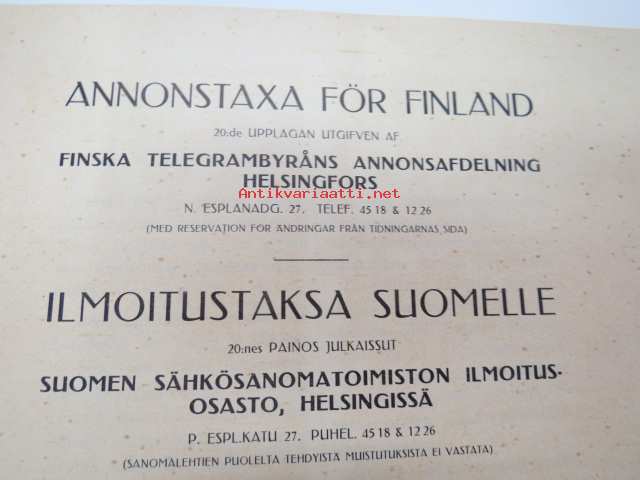 ANNONSTAXA FÖR FINLAND
20:de UPPLAGAN UTGIFVEN AF
FINSKA TELEGRAMBYRÅNS ANNONSAFDELNING
HELSINGFORS
Antikvariaatti.net
N. ESPLANADG. 27. TELEF. 45 18 & 12 26
(MED RESERVATION FÖR ÄNDRINGAR FRÅN TIDNINGARNAS SIDA)
ILMOITUSTAKSA SUOMELLE
20:nes PAINOS JULKAISSUT
SUOMEN SÄHKÖSANOMATOIMISTON ILMOITUS-
OSASTO, HELSINGISSÄ
P. ESPL.KATU 27. PUHEL. 45 18 & 12 26
(SANOMALEHTIEN PUOLELTA TEHDYISTÄ MUISTUTUKSISTA EI VASTATA)